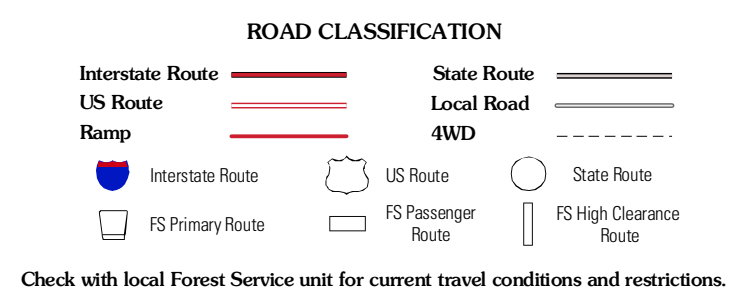 ROAD CLASSIFICATION
Interstate Route
State Route
US Route
Local Road
Ramp
4WD
Interstate Route
US Route
State Route
FS Primary Route
FS Passenger
Route
FS High Clearance
Route
Check with local Forest Service unit for current travel conditions and restrictions.